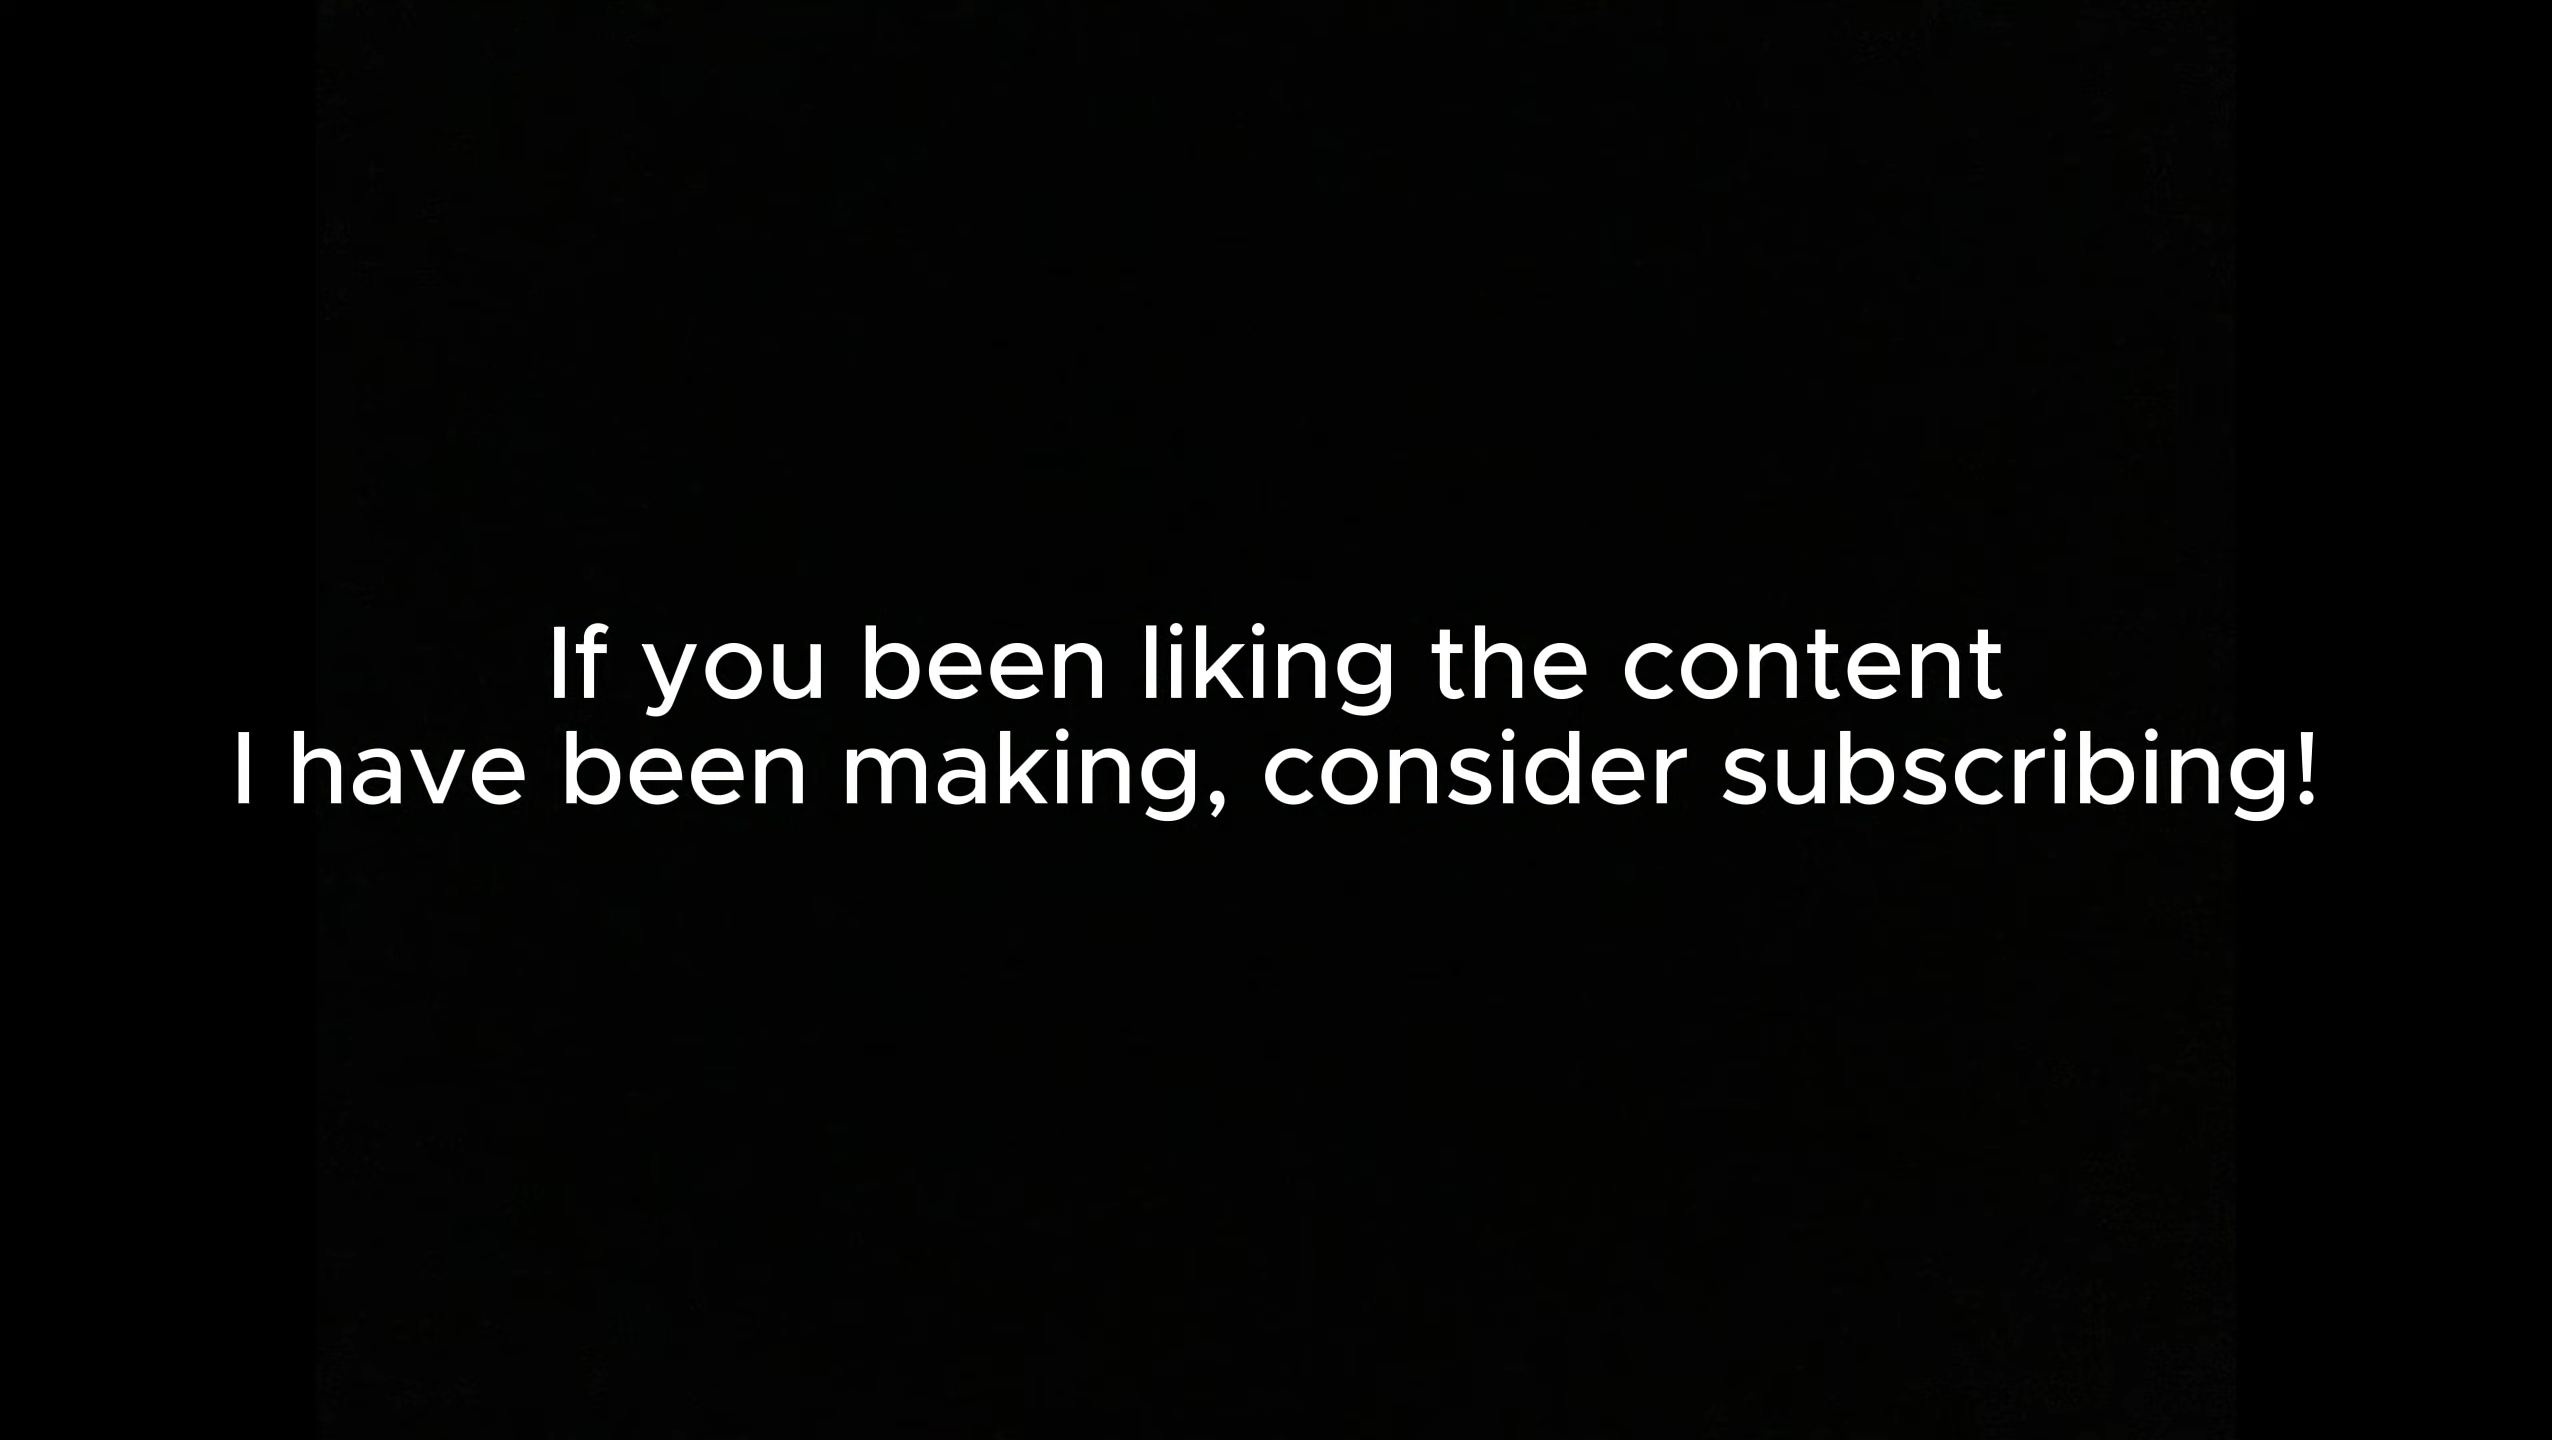 If you been liking the content
I have been making, consider subscribing!